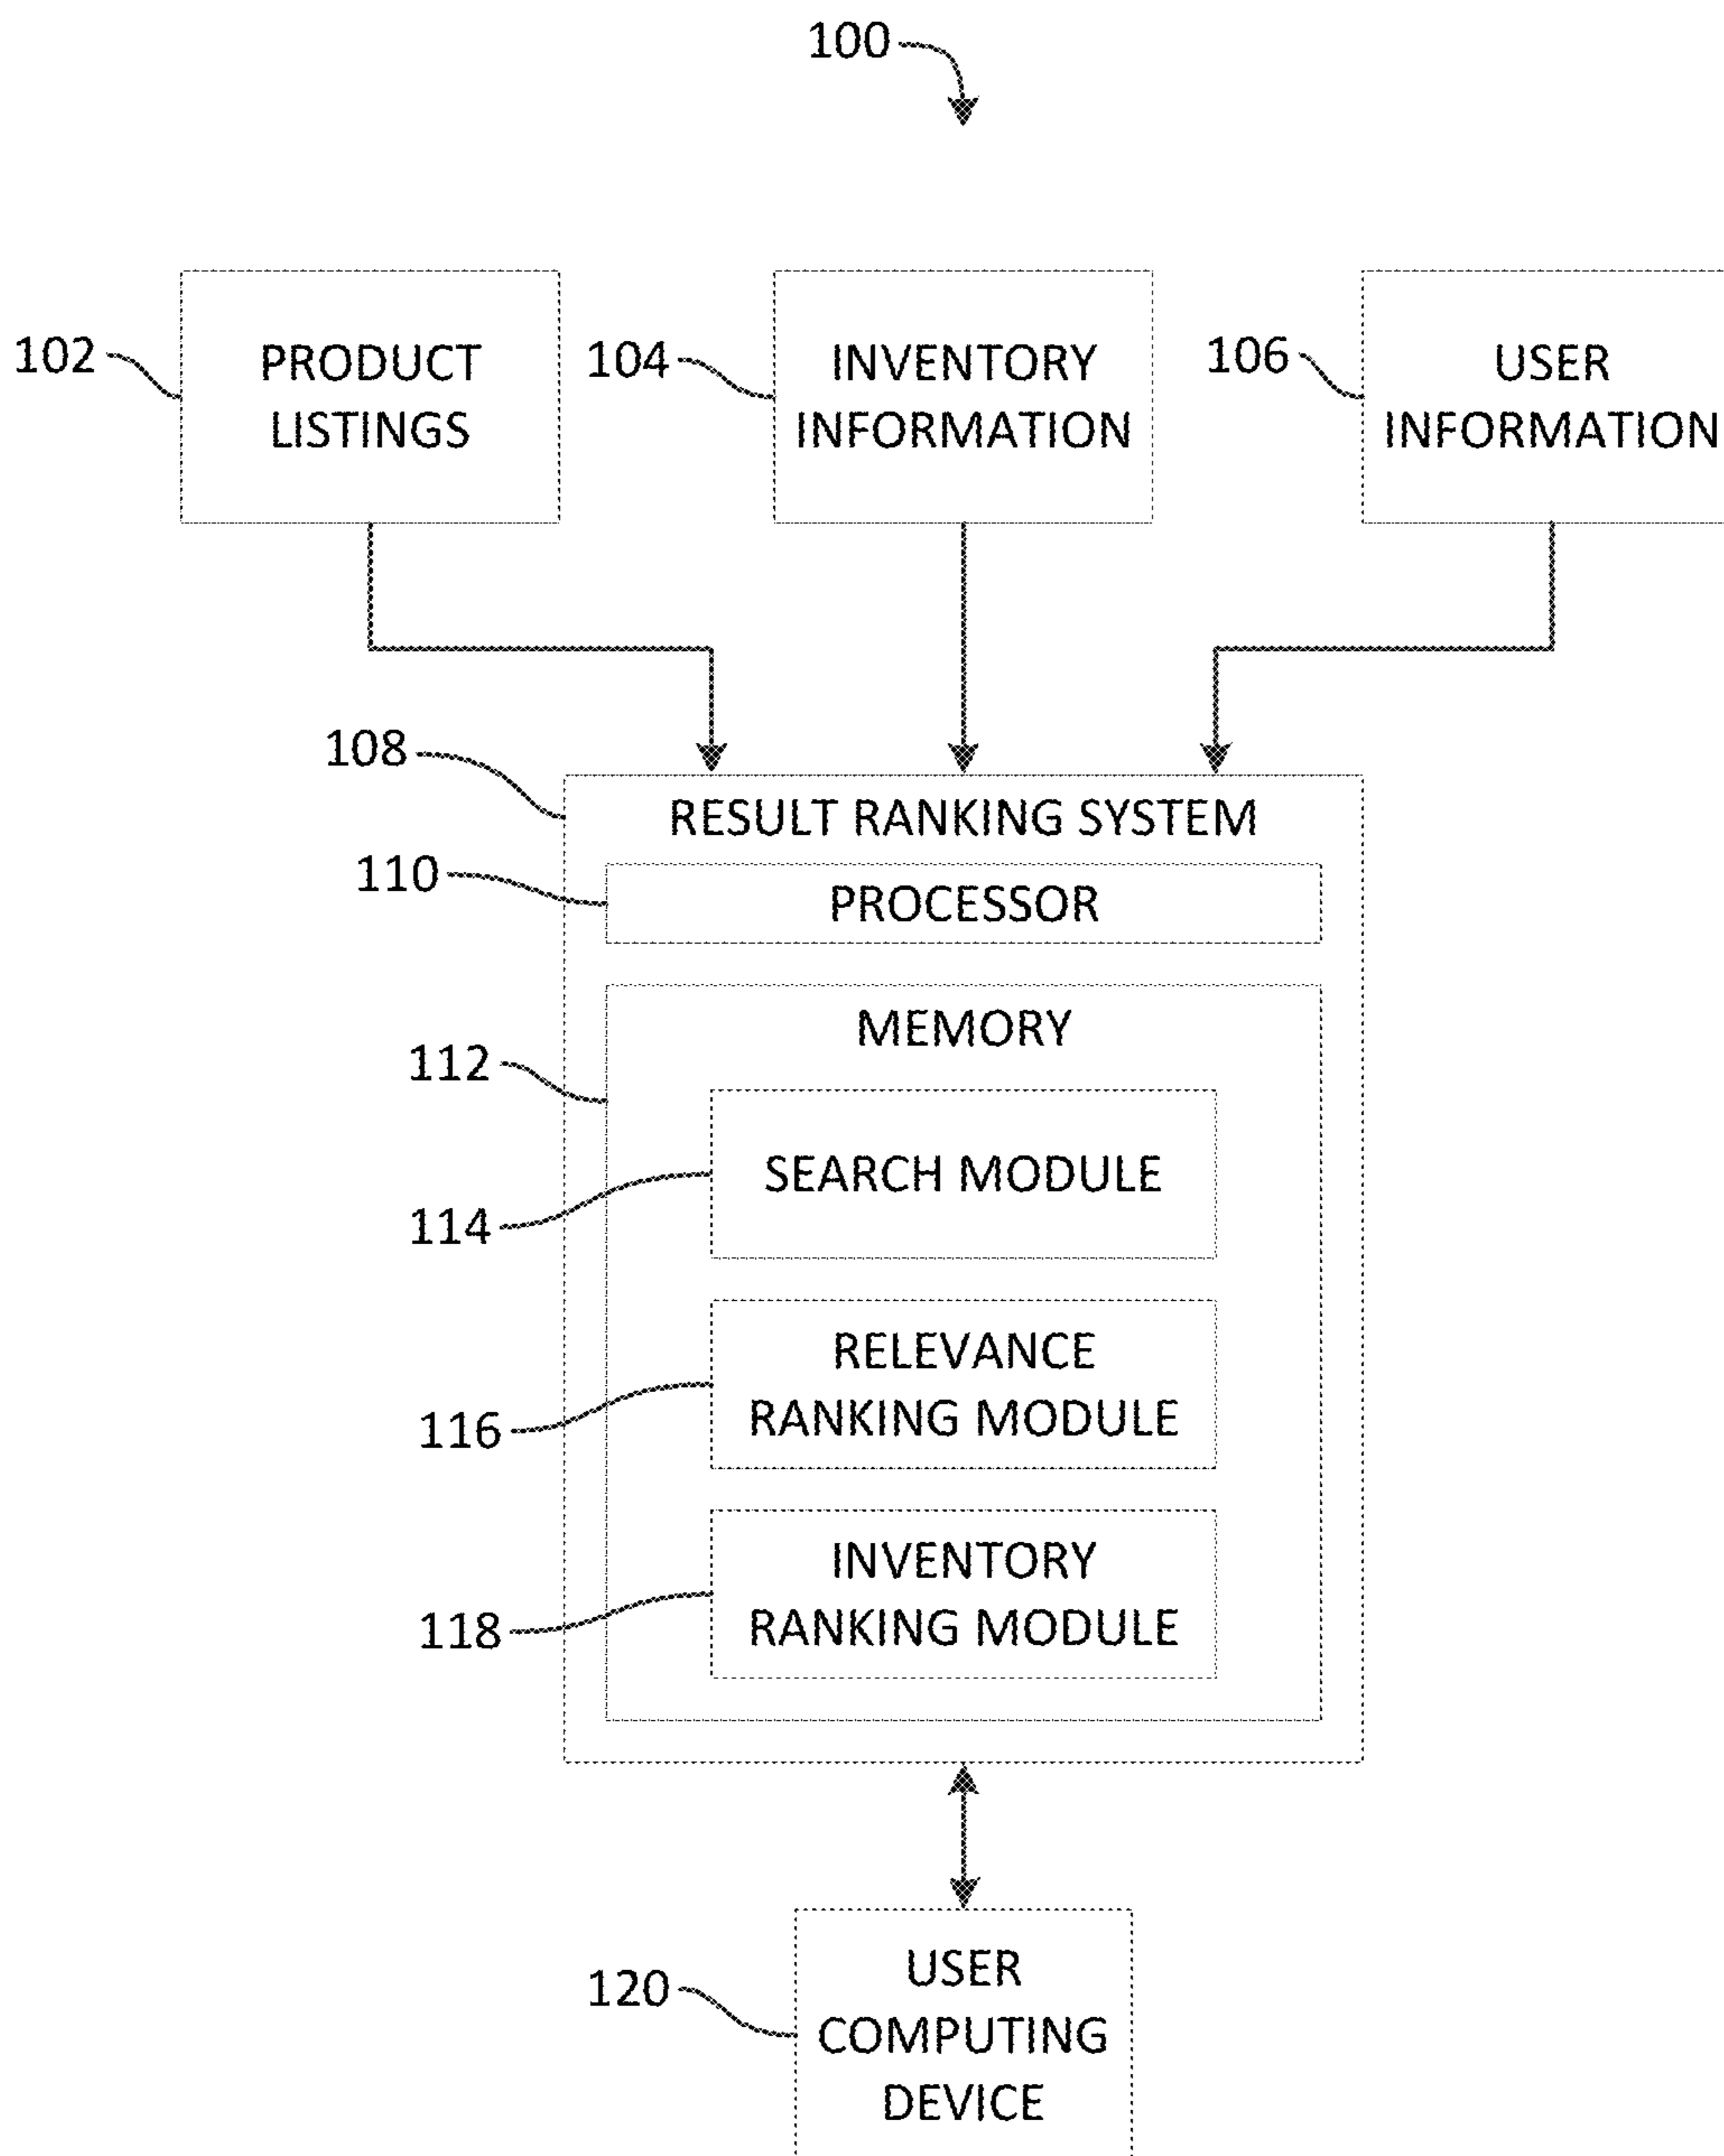 100
102
PRODUCT
LISTINGS
104
INVENTORY
INFORMATION
106
USER
INFORMATION
108
RESULT RANKING SYSTEM
110
PROCESSOR
112
MEMORY
114
SEARCH MODULE
116
RELEVANCE
RANKING MODULE
118
INVENTORY
RANKING MODULE
120
USER
COMPUTING
DEVICE